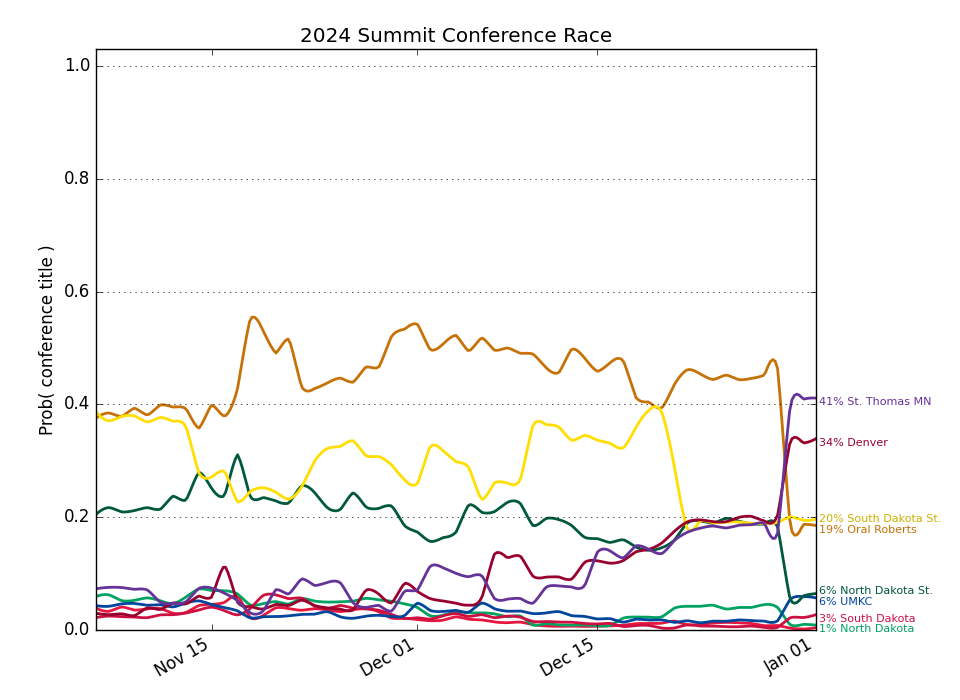 2024 Summit Conference Race
Prob( conference title )
1.0
0.8
0.6
0.4
0.2
0.0
41% St. Thomas MN
34% Denver
20% South Dakota St.
19% Oral Roberts
6% North Dakota St.
6% UMKC
3% South Dakota
1% North Dakota
Nov 15
Dec 01
Dec 15
Jan 01